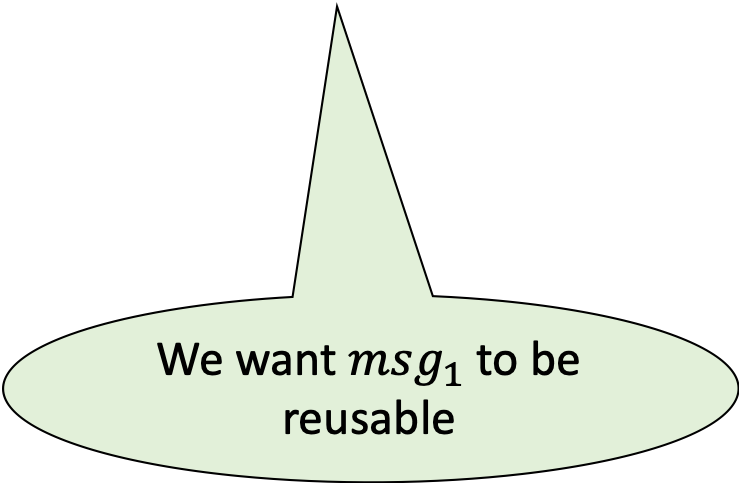 We want msg₁ to be
reusable